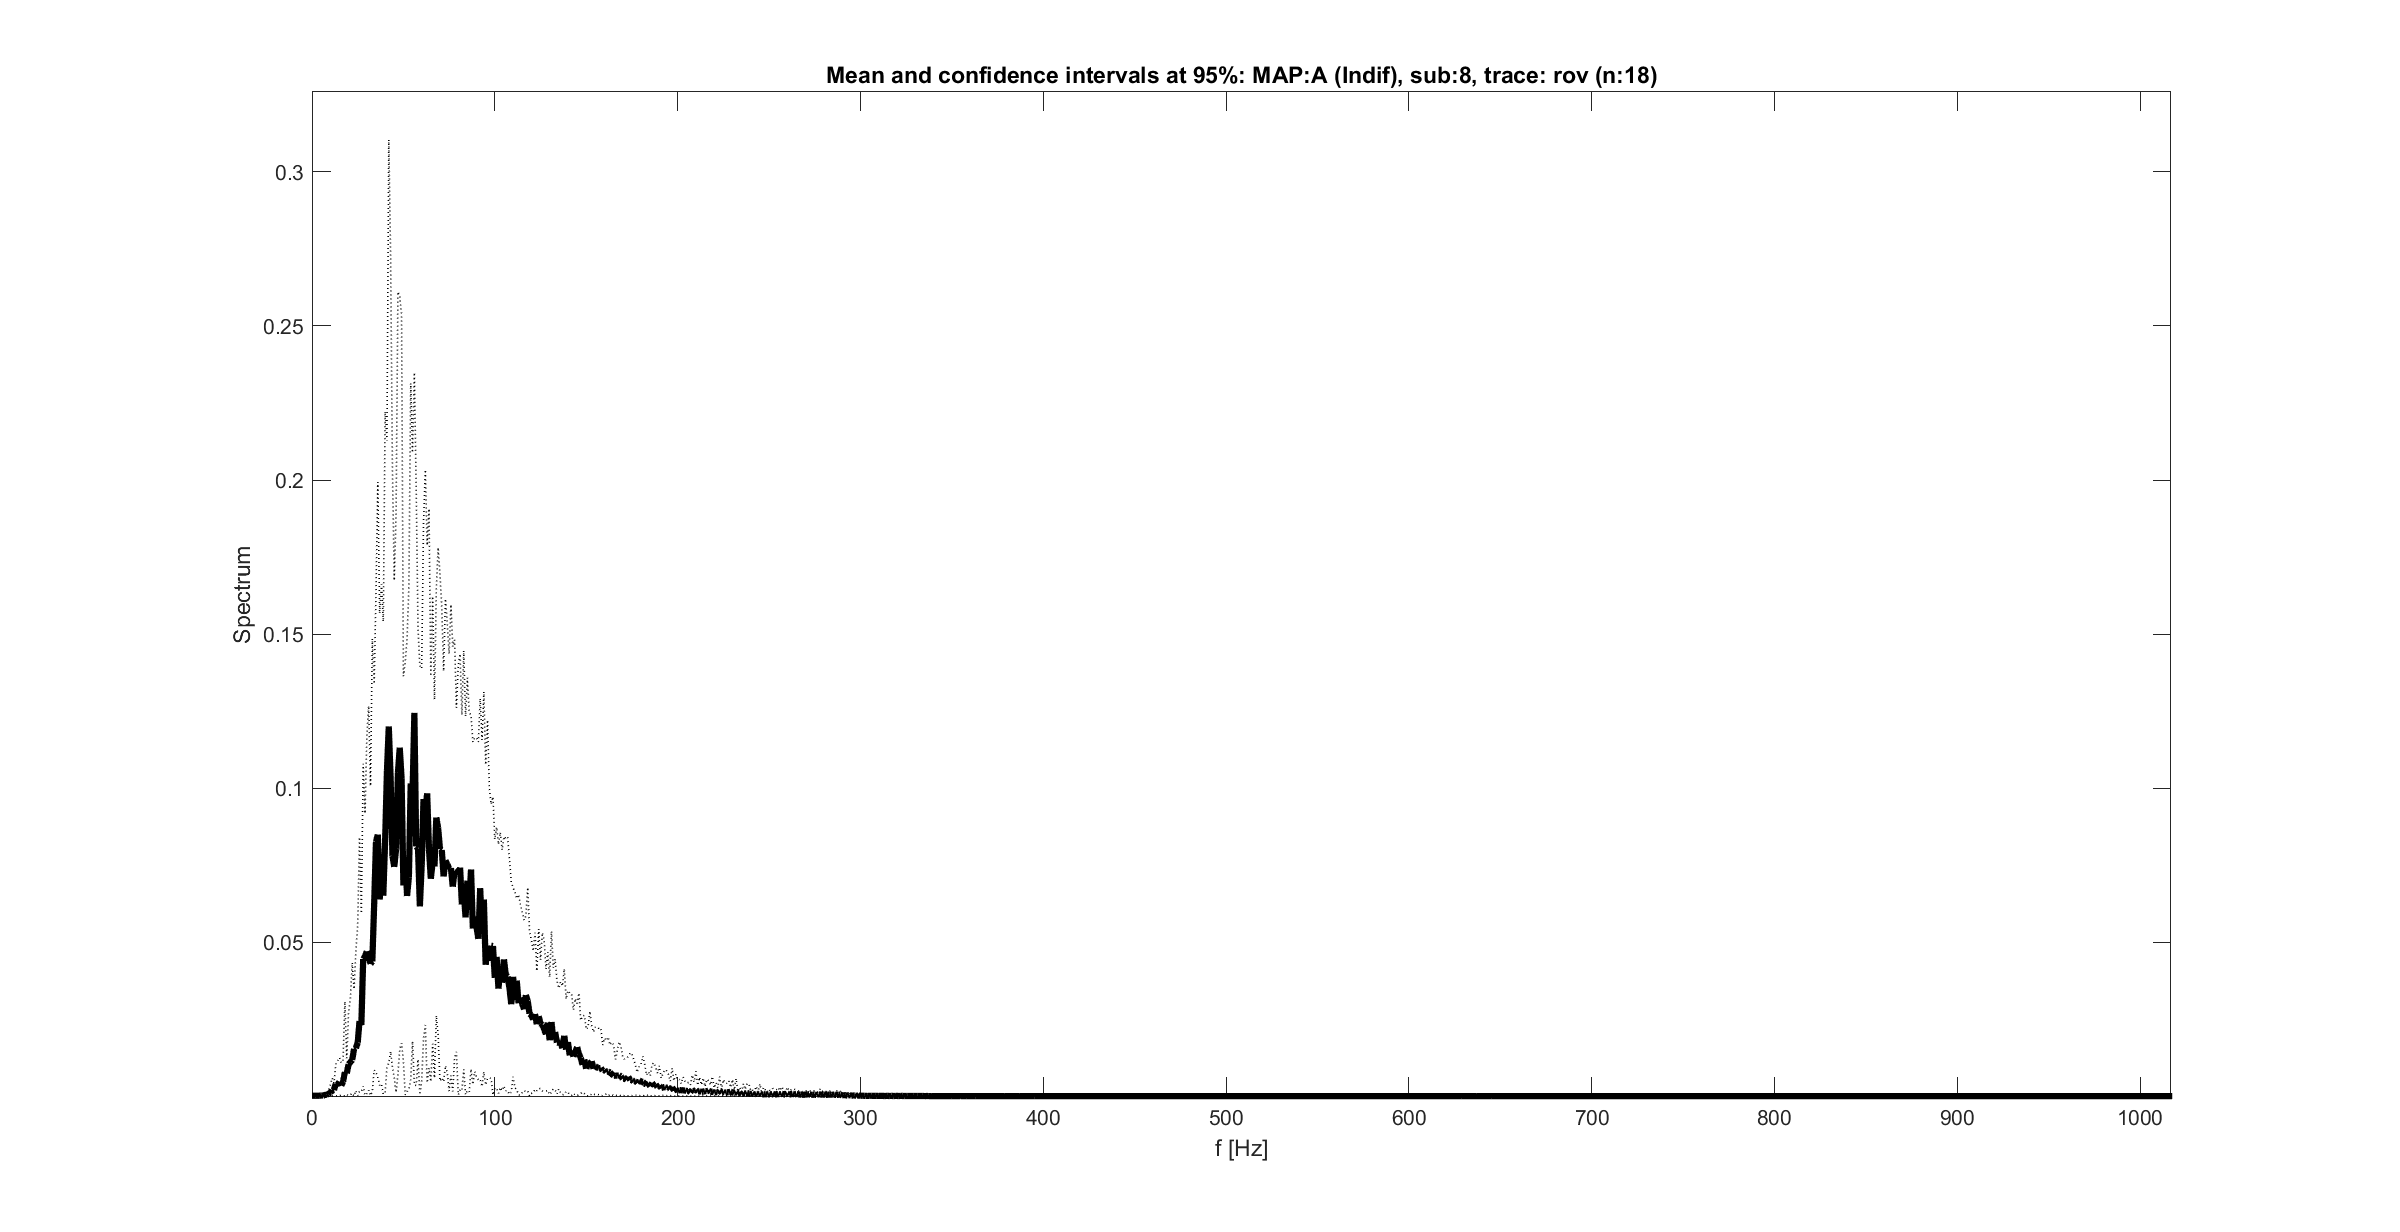 Mean and confidence intervals at 95%: MAP:A (Indif), sub:8, trace: rov (n:18)
0.3
0.25
0.2
0.15
0.1
0.05
Spectrum
0 100 200 300 400 500 600 700 800 900 1000
f [Hz]